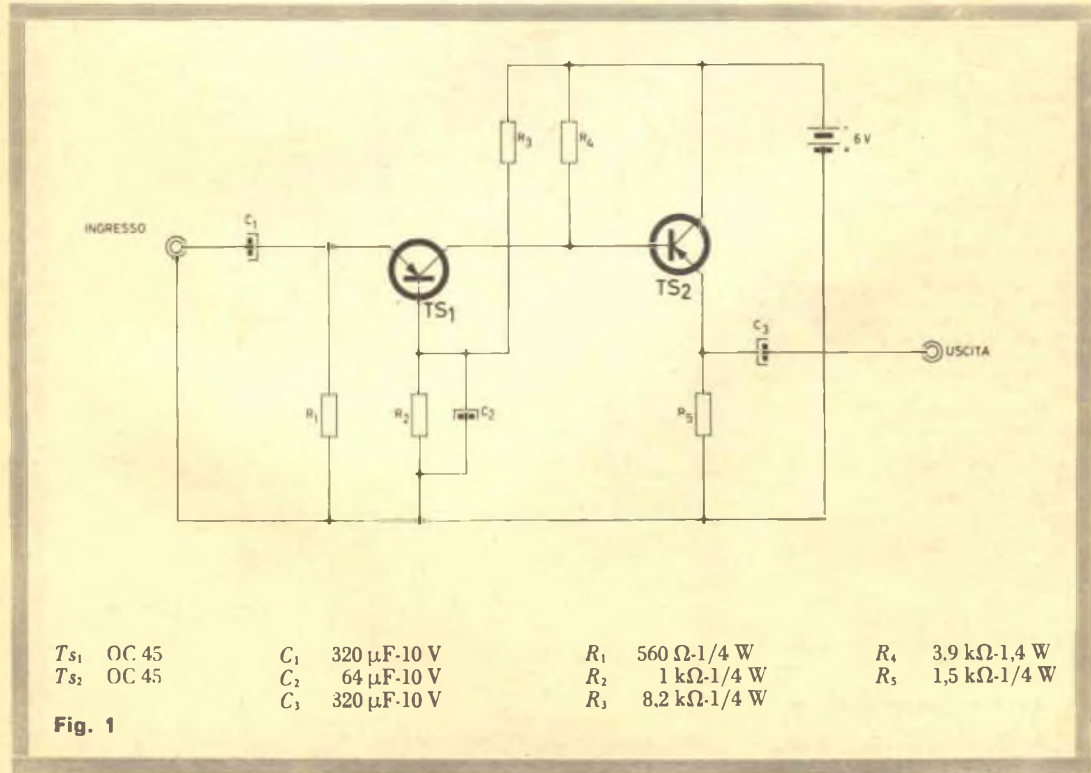 R3
R4
- 6 V
+
C1
INGRESSO
TS1
TS2
C3
USCITA
R1
R2
C2
R5
Ts1 OC 45 C1 320 µF-10 V R1 560 Ω-1/4 W R4 3,9 kΩ-1,4 W
Ts2 OC 45 C2 64 µF-10 V R2 1 kΩ-1/4 W R5 1,5 kΩ-1/4 W
C3 320 µF-10 V R3 8,2 kΩ-1/4 W
Fig. 1